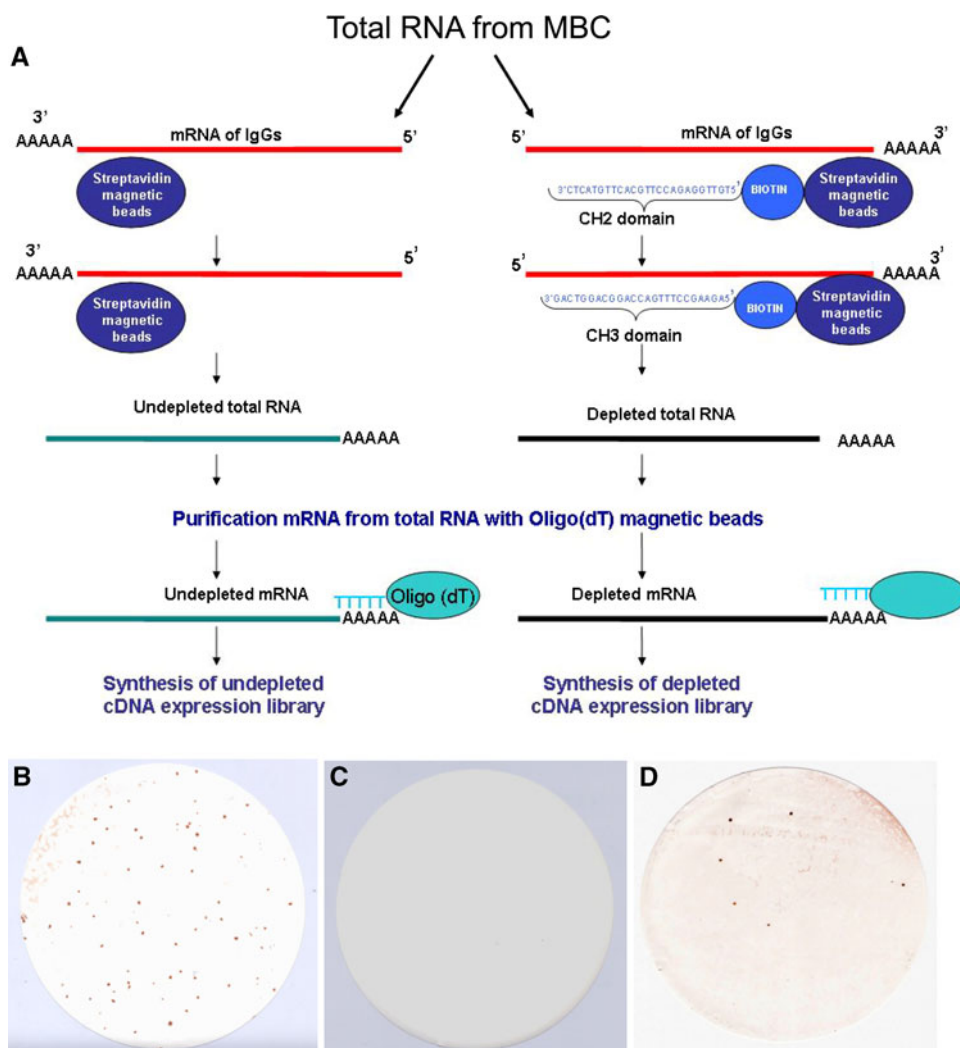 Total RNA from MBC
A
3’
AAAAA
mRNA of IgGs
5’
Streptavidin
magnetic
beads
3’
AAAAA
5’
Streptavidin
magnetic
beads
Undepleted total RNA
AAAAA
5’
mRNA of IgGs
3’
AAAAA
3'CTCATGTTCACGTTCCAGAGGTTGT5'
BIOTIN
Streptavidin
magnetic
beads
CH2 domain
5’
3’
AAAAA
3'GACTGGACGGACCAGTTTCCGAAGA5'
BIOTIN
Streptavidin
magnetic
beads
CH3 domain
Depleted total RNA
AAAAA
Purification mRNA from total RNA with Oligo(dT) magnetic beads
Undepleted mRNA
TTTTT
Oligo (dT)
AAAAA
Synthesis of undepleted
cDNA expression library
Depleted mRNA
TTTTT
AAAAA
Synthesis of depleted
cDNA expression library
B
C
D